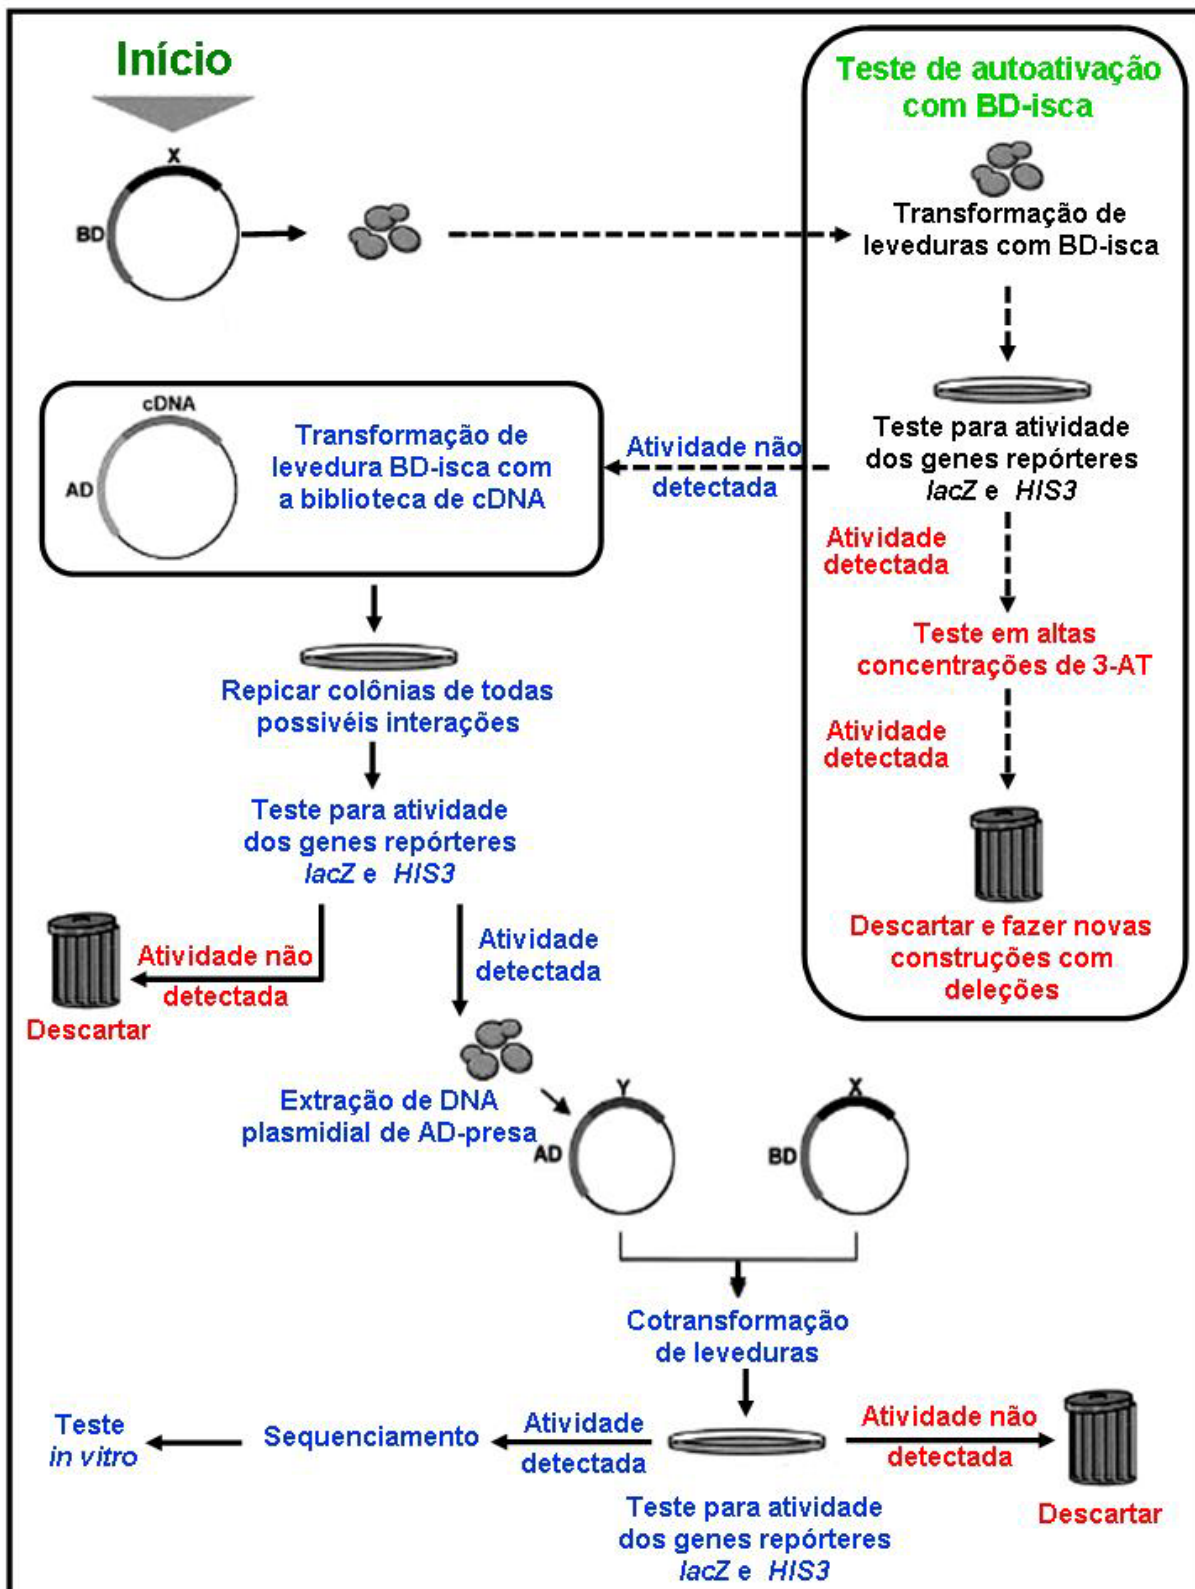 Início
X
BD
Teste de autoativação
com BD-isca
Transformação de
leveduras com BD-isca
Teste para atividade
dos genes repórteres
lacZ e HIS3
Atividade não
detectada
cDNA
AD
Transformação de
levedura BD-isca com
a biblioteca de cDNA
Atividade
detectada
Teste em altas
concentrações de 3-AT
Atividade
detectada
Descartar e fazer novas
construções com
deleções
Repicar colônias de todas
possivéis interações
Teste para atividade
dos genes repórteres
lacZ e HIS3
Atividade não
detectada
Descartar
Atividade
detectada
Extração de DNA
plasmidial de AD-presa
Y
AD
X
BD
Cotransformação
de leveduras
Teste
in vitro
Sequenciamento
Atividade
detectada
Atividade não
detectada
Descartar
Teste para atividade
dos genes repórteres
lacZ e HIS3